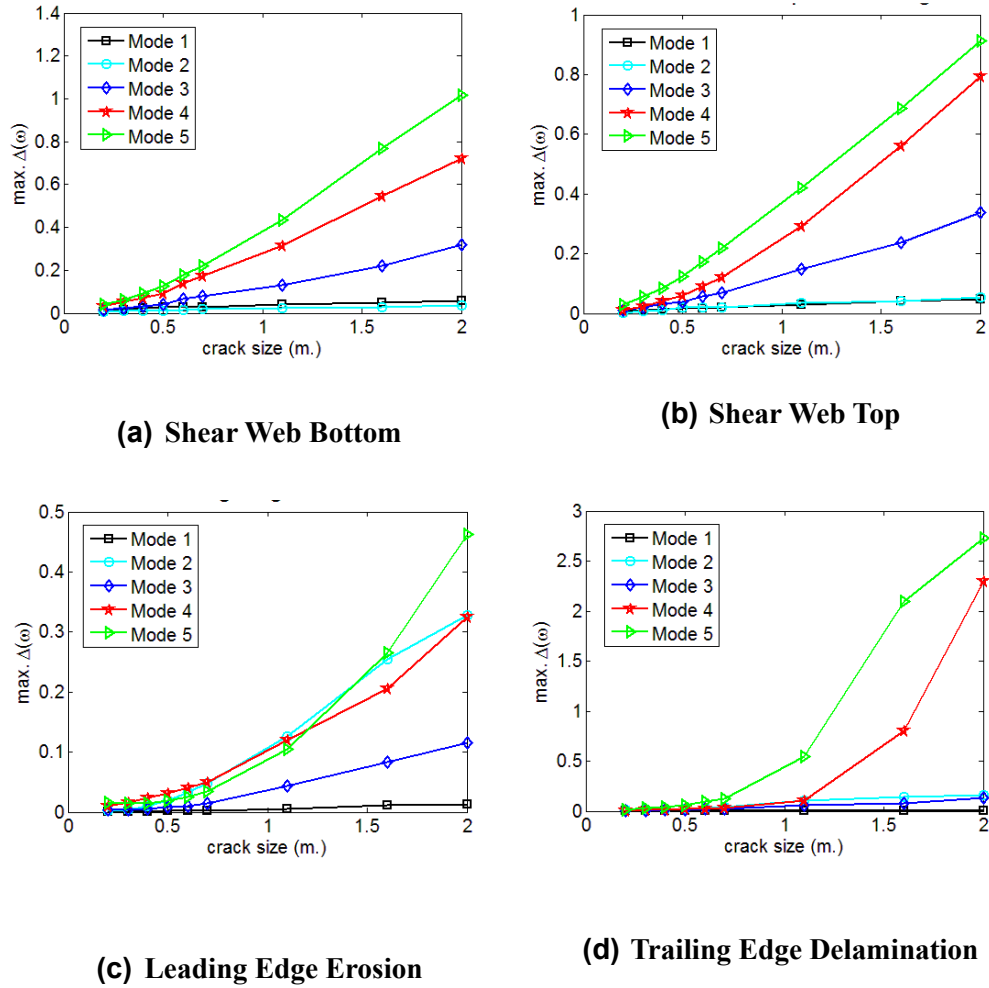 1.4
1.2
1
0.8
0.6
0.4
0.2
0
max. Δ(ω)
Mode 1
Mode 2
Mode 3
Mode 4
Mode 5
0 0.5 1 1.5 2
crack size (m.)
(a) Shear Web Bottom
1
0.8
0.6
0.4
0.2
0
max. Δ(ω)
Mode 1
Mode 2
Mode 3
Mode 4
Mode 5
0 0.5 1 1.5 2
crack size (m.)
(b) Shear Web Top
0.5
0.4
0.3
0.2
0.1
0
max. Δ(ω)
Mode 1
Mode 2
Mode 3
Mode 4
Mode 5
0 0.5 1 1.5 2
crack size (m.)
(c) Leading Edge Erosion
3
2.5
2
1.5
1
0.5
0
max. Δ(ω)
Mode 1
Mode 2
Mode 3
Mode 4
Mode 5
0 0.5 1 1.5 2
crack size (m.)
(d) Trailing Edge Delamination